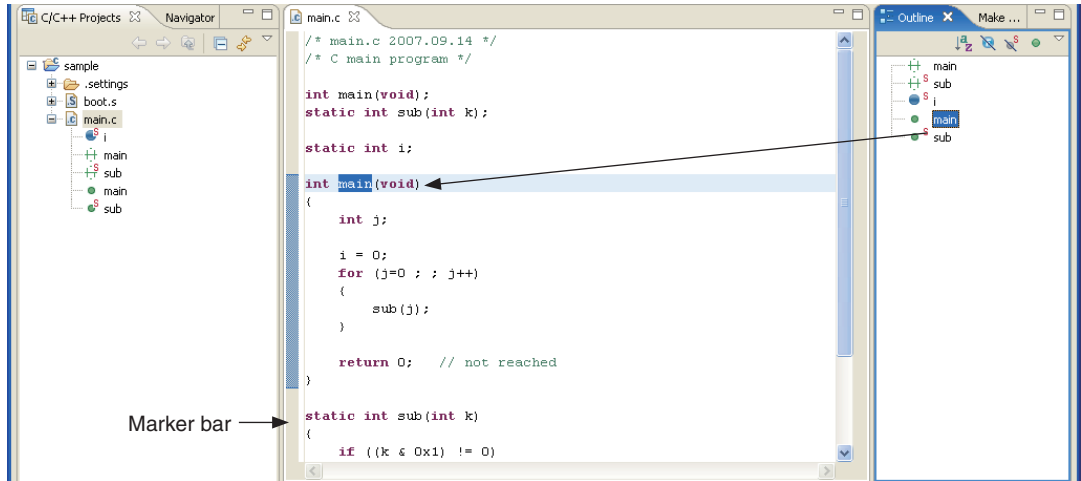 C/C++ Projects
Navigator
sample
.settings
boot.s
main.c
i
main
sub
main
sub
main.c
/* main.c 2007.09.14 */
/* C main program */
int main(void);
static int sub(int k);
static int i;
int main(void)
{
int j;
i = 0;
for (j=0 ; ; j++)
{
sub(j);
}
return 0;   // not reached
}
static int sub(int k)
{
if ((k & 0x1) != 0)
Marker bar
Outline
Make ...
main
sub
i
main
sub